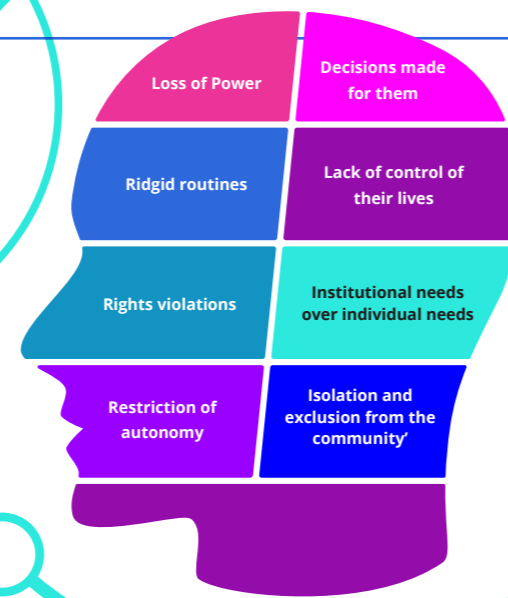 Loss of Power
Decisions made
for them
Ridgid routines
Lack of control of
their lives
Rights violations
Institutional needs
over individual needs
Restriction of
autonomy
Isolation and
exclusion from the
community’